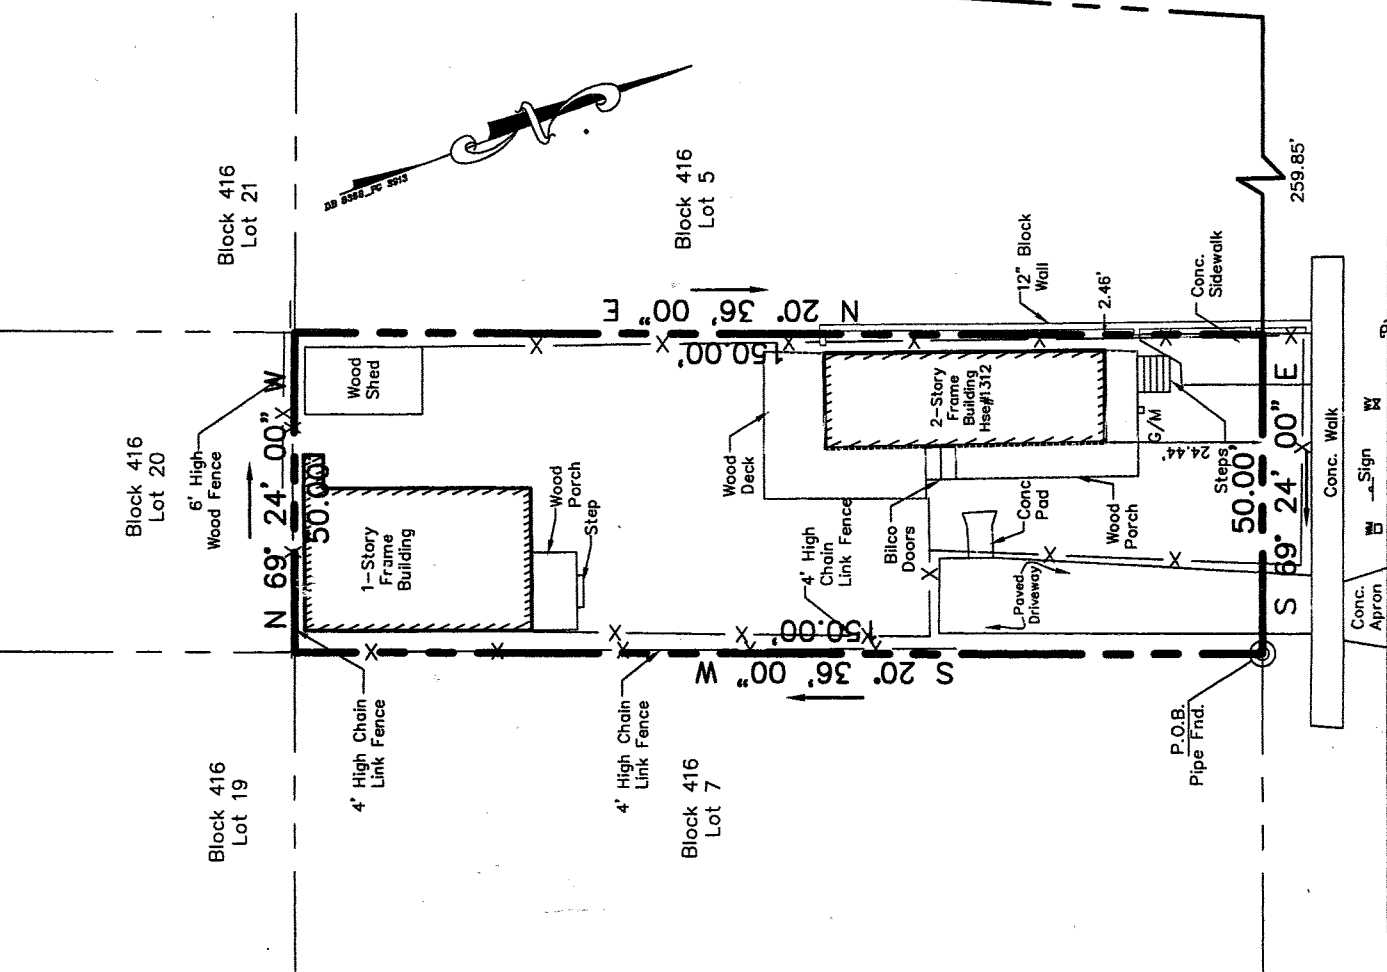 Block 416
Lot 20
Block 416
Lot 21
Block 416
Lot 5
Block 416
Lot 19
Block 416
Lot 7
DB 8368_PG 3913
6' High
Wood Fence
N 69° 24' 00" W
50.00'
N 20° 36' 00" E
150.00'
S 20° 36' 00" W
150.00'
S 69° 24' 00" E
50.00'
Wood
Shed
1-Story
Frame
Building
Wood
Porch
Step
4' High Chain
Link Fence
4' High Chain
Link Fence
4' High
Chain
Link Fence
Wood
Deck
2-Story
Frame
Building
Hse#1312
12" Block
Wall
2.46'
Conc.
Sidewalk
259.85'
G/M
24.44'
Steps
Bilco
Doors
Conc.
Pad
Wood
Porch
Paved
Driveway
P.O.B.
Pipe Fnd.
Conc. Walk
Sign
WV
Conc.
Apron